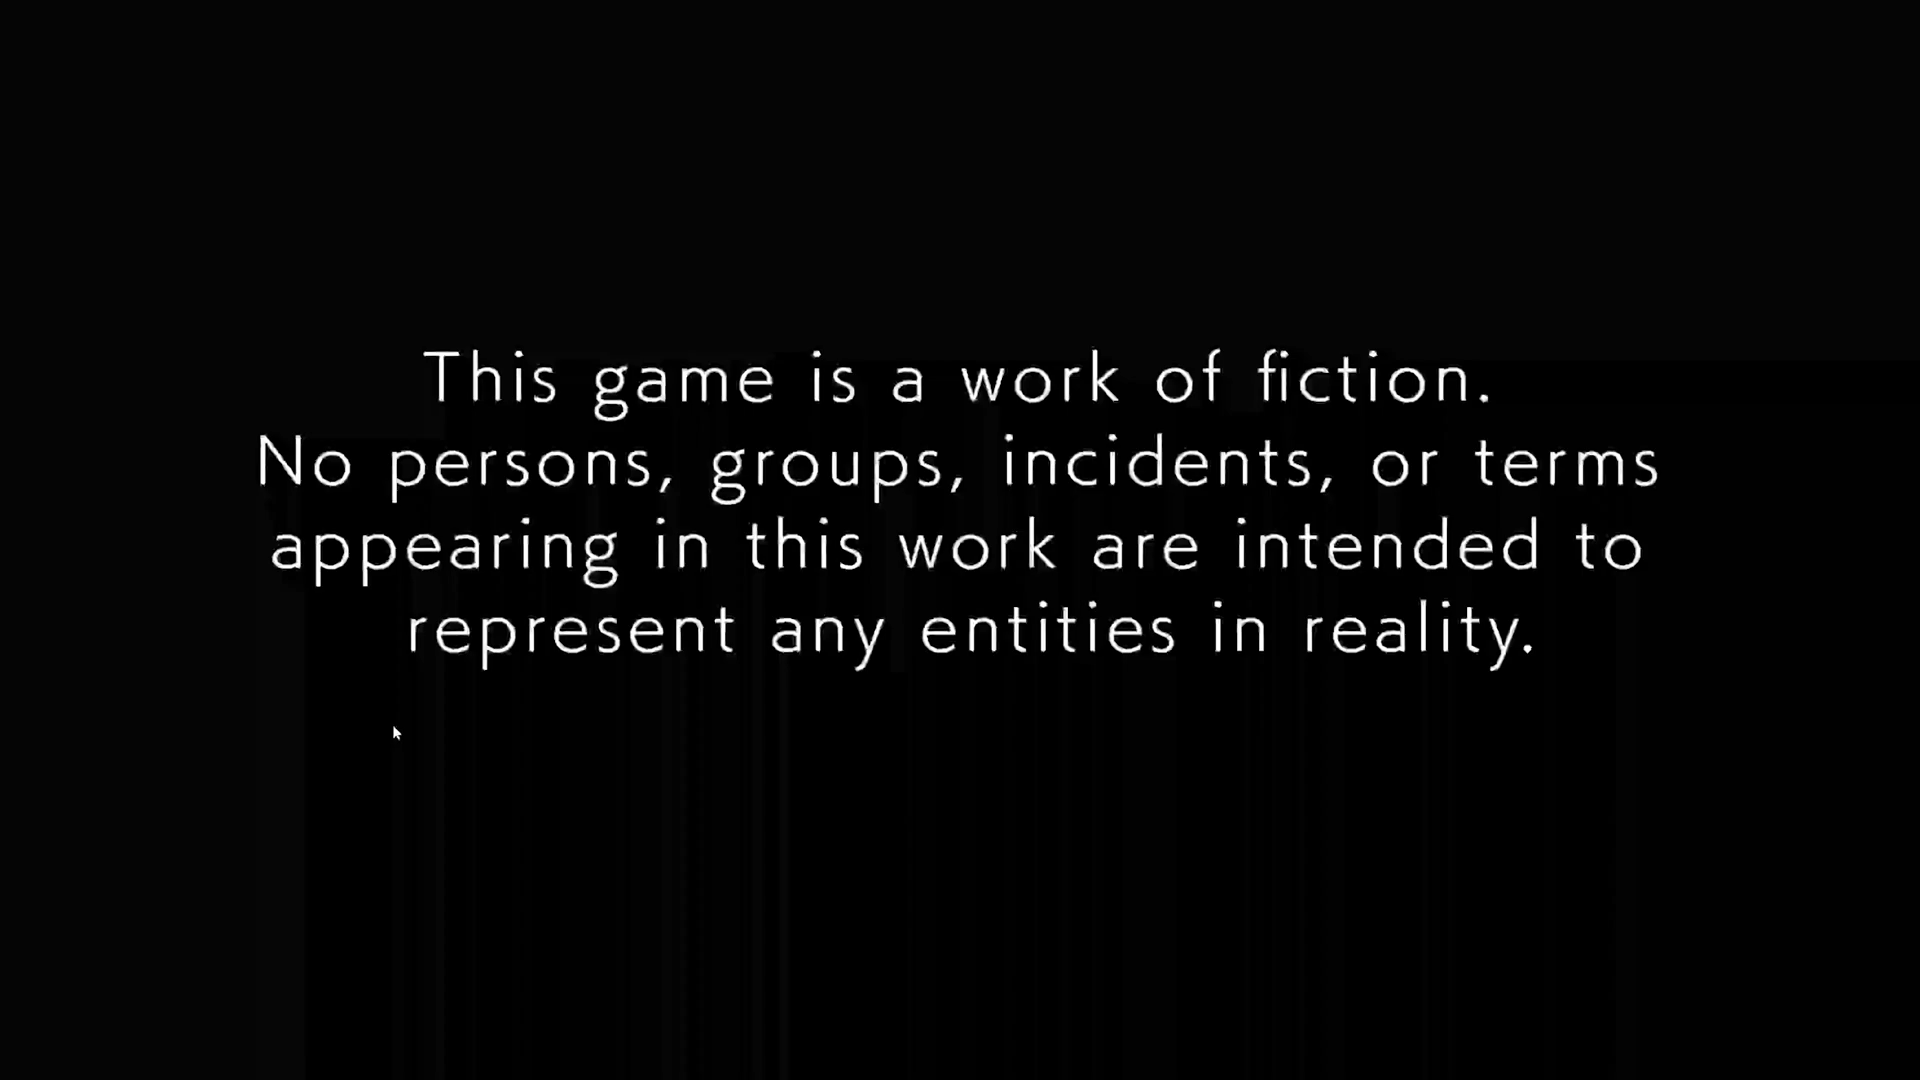 This game is a work of fiction.
No persons, groups, incidents, or terms
appearing in this work are intended to
represent any entities in reality.